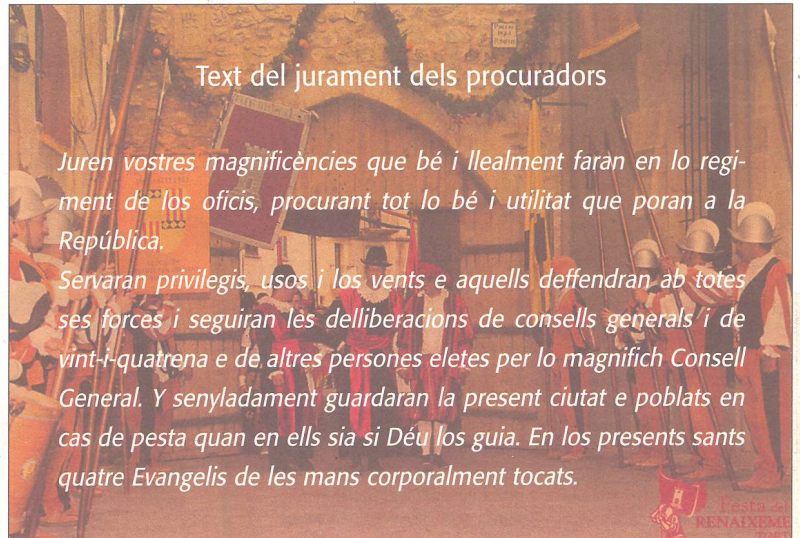 Text del jurament dels procuradors
Juren vostres magnificències que bé i llealment faran en lo regi-
ment de los oficis, procurant tot lo bé i utilitat que poran a la
República.
Servaran privilegis, usos i los vents e aquells deffendran ab totes
ses forces i seguiran les delliberacions de consells generals i de
vint-i-quatrena e de altres persones eletes per lo magnifich Consell
General. Y senyladament guardaran la present ciutat e poblats en
cas de pesta quan en ells sia si Déu los guia. En los presents sants
quatre Evangelis de les mans corporalment tocats.
Festa del
RENAIXEME